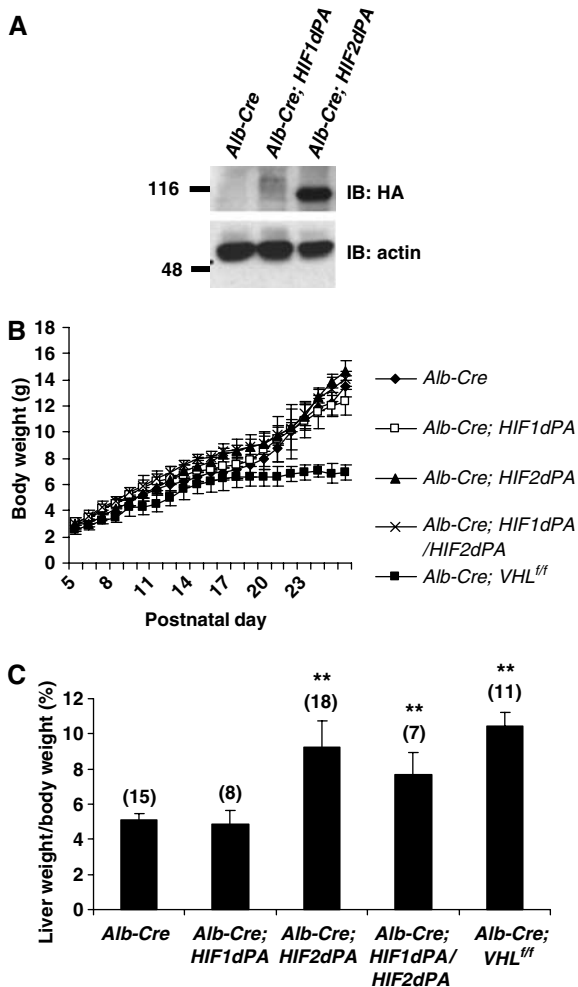 A
Alb-Cre
Alb-Cre; HIF1dPA
Alb-Cre; HIF2dPA
116
IB: HA
48
IB: actin
B
Body weight (g)
18
16
14
12
10
8
6
4
2
0
5
8
11
14
17
20
23
Postnatal day
Alb-Cre
Alb-Cre; HIF1dPA
Alb-Cre; HIF2dPA
Alb-Cre; HIF1dPA
/HIF2dPA
Alb-Cre; VHL^f/f
C
Liver weight/body weight (%)
12
10
8
6
4
2
0
(15)
(8)
**
(18)
**
(7)
**
(11)
Alb-Cre
Alb-Cre;
HIF1dPA
Alb-Cre;
HIF2dPA
Alb-Cre;
HIF1dPA/
HIF2dPA
Alb-Cre;
VHL^f/f